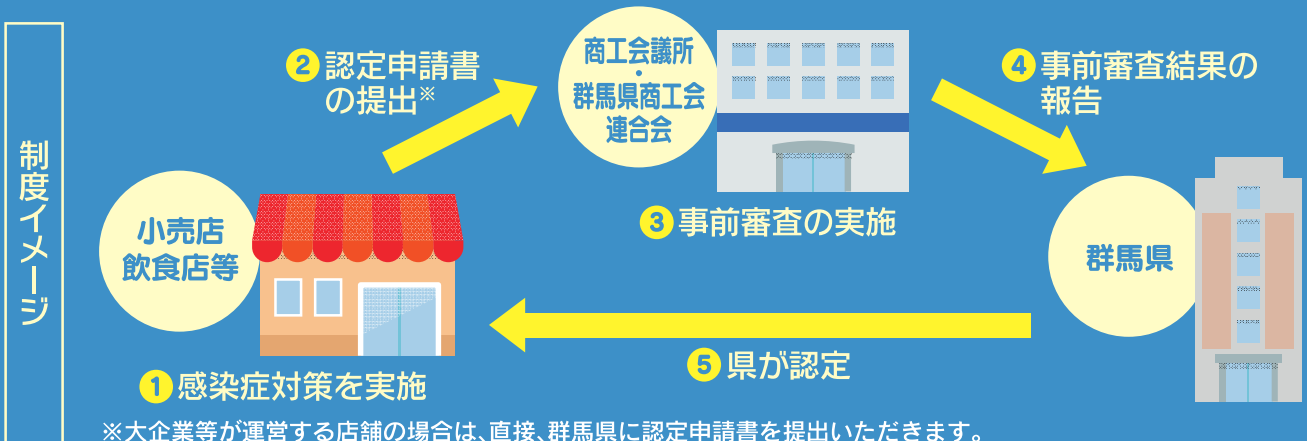 制度イメージ
小売店
飲食店等
❶感染症対策を実施
❷認定申請書
の提出※
商工会議所
・
群馬県商工会
連合会
❸事前審査の実施
❹事前審査結果の
報告
群馬県
❺県が認定
※大企業等が運営する店舗の場合は、直接、群馬県に認定申請書を提出いただきます。